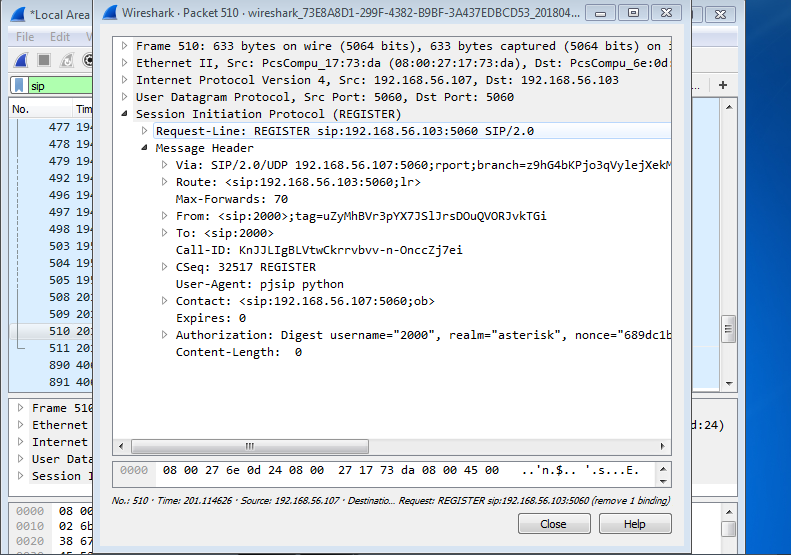 *Local Area
Wireshark · Packet 510 · wireshark_73E8A8D1-299F-4382-B9BF-3A437EDBCD53_201804...
File Edit V
sip
No. Tim
477 194
478 194
479 194
492 194
496 194
497 194
498 194
503 195
504 195
505 195
508 201
509 201
510 201
511 201
890 406
891 406
Frame 510: 633 bytes on wire (5064 bits), 633 bytes captured (5064 bits) on i
Ethernet II, Src: PcsCompu_17:73:da (08:00:27:17:73:da), Dst: PcsCompu_6e:0d:
Internet Protocol Version 4, Src: 192.168.56.107, Dst: 192.168.56.103
User Datagram Protocol, Src Port: 5060, Dst Port: 5060
Session Initiation Protocol (REGISTER)
Request-Line: REGISTER sip:192.168.56.103:5060 SIP/2.0
Message Header
Via: SIP/2.0/UDP 192.168.56.107:5060;rport;branch=z9hG4bKPjo3qVylejXekM
Route: <sip:192.168.56.103:5060;lr>
Max-Forwards: 70
From: <sip:2000>;tag=uZyMhBVr3pYX7JSlJrsDOuQVORJvkTGi
To: <sip:2000>
Call-ID: KnJJLIgBLVtwCkrrvbvv-n-OnccZj7ei
CSeq: 32517 REGISTER
User-Agent: pjsip python
Contact: <sip:192.168.56.107:5060;ob>
Expires: 0
Authorization: Digest username="2000", realm="asterisk", nonce="689dc1b
Content-Length: 0
Frame 510
Ethernet
Internet
User Data
Session I
d:24)
0000 08 00 27 6e 0d 24 08 00 27 17 73 da 08 00 45 00 ..'n.$.. '.s...E.
No.: 510 · Time: 201.114626 · Source: 192.168.56.107 · Destinatio... Request: REGISTER sip:192.168.56.103:5060 (remove 1 binding)
Close Help
0000 08 00
0010 02 6b
0020 38 67